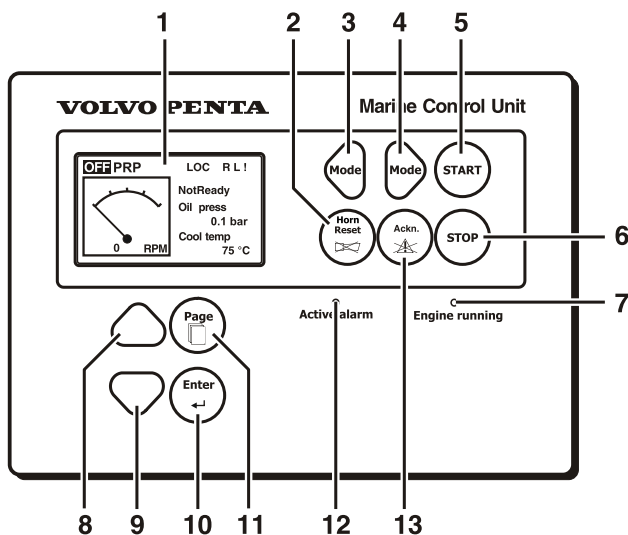 1 2 3 4 5
VOLVO PENTA Marine Control Unit
OFF PRP LOC R L !
NotReady
Oil press
0.1 bar
Cool temp
75 °C
0 RPM
Mode Mode START
Horn Reset
Ackn.
STOP
6
7
Active alarm Engine running
Page
Enter
8 9 10 11 12 13